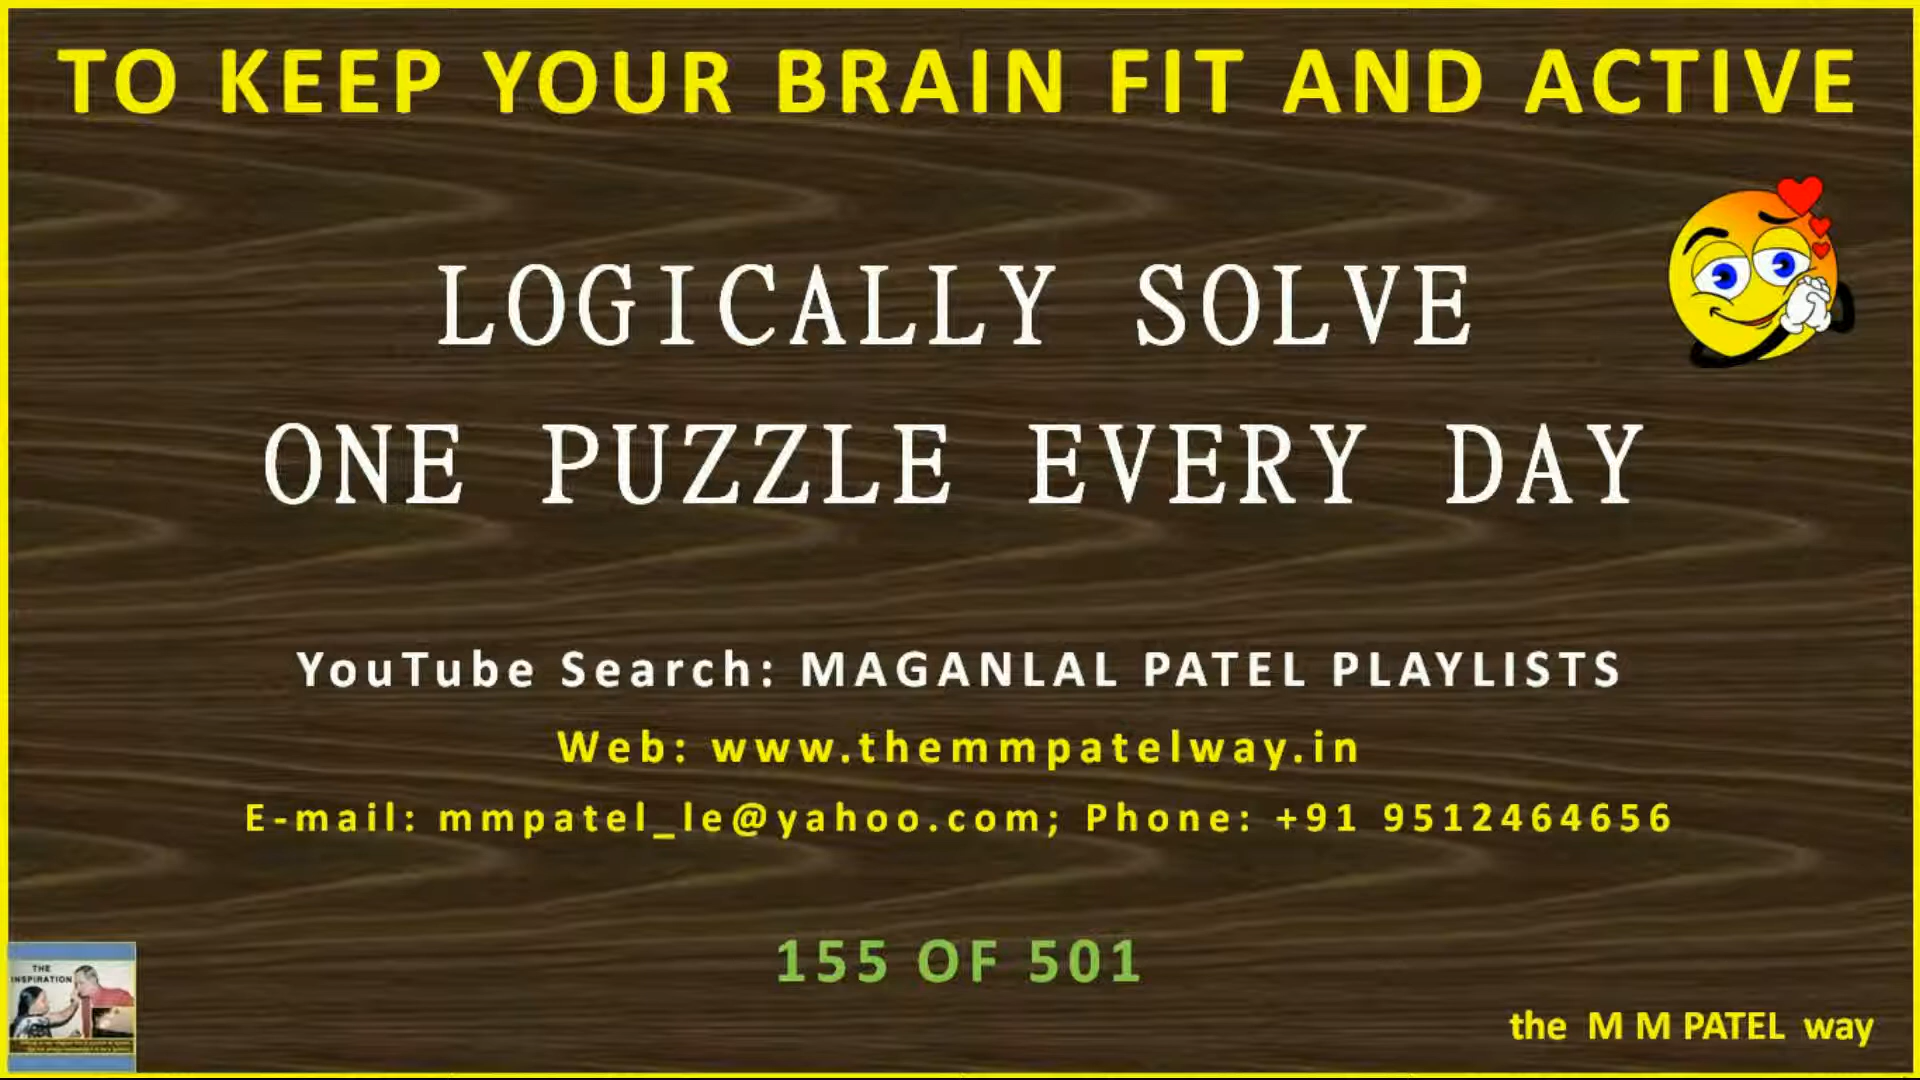 TO KEEP YOUR BRAIN FIT AND ACTIVE
LOGICALLY SOLVE
ONE PUZZLE EVERY DAY
YouTube Search: MAGANLAL PATEL PLAYLISTS
Web: www.themmpatelway.in
E-mail: mmpatel_le@yahoo.com; Phone: +91 9512464656
155 OF 501
THE
INSPIRATION
the M M PATEL way